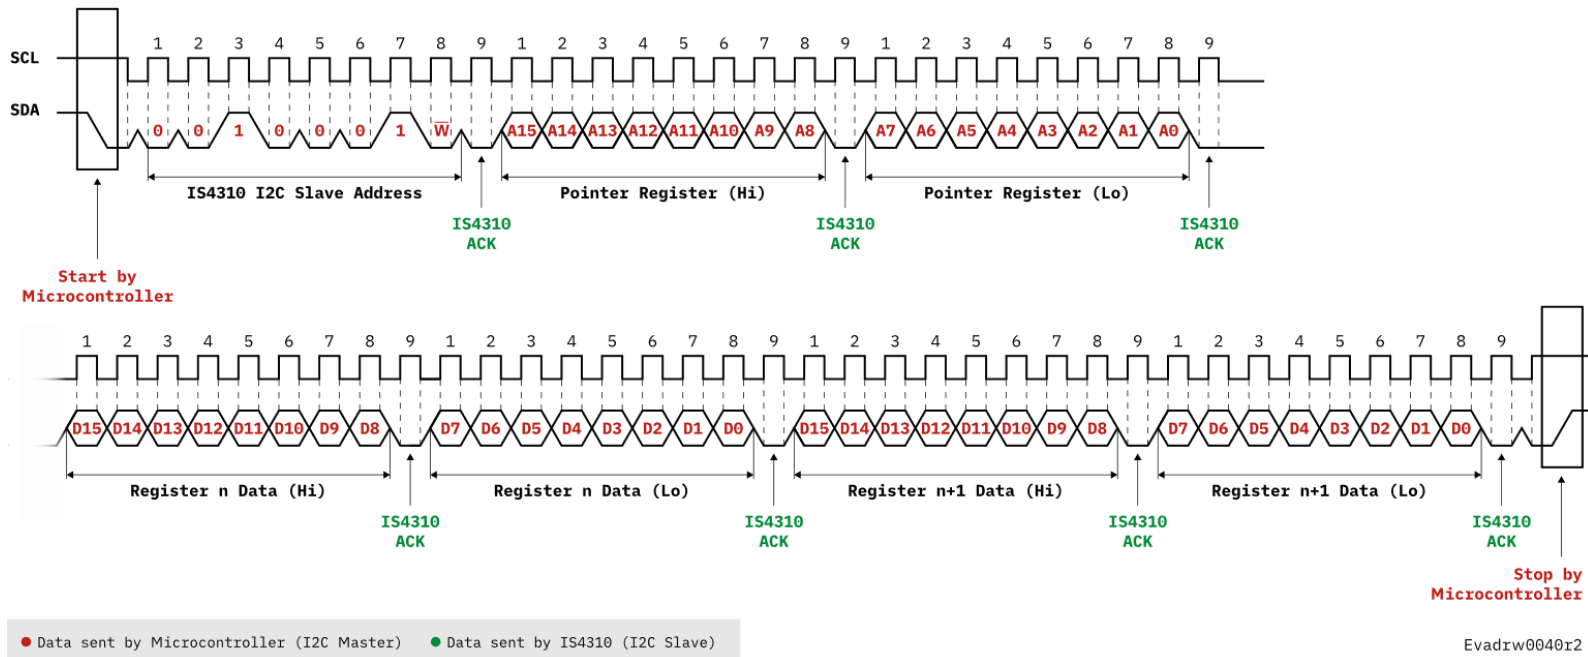 1 2 3 4 5 6 7 8 9 1 2 3 4 5 6 7 8 9 1 2 3 4 5 6 7 8 9
SCL
SDA
0 0 1 0 0 0 1 W̅ A15 A14 A13 A12 A11 A10 A9 A8 A7 A6 A5 A4 A3 A2 A1 A0
IS4310 I2C Slave Address Pointer Register (Hi) Pointer Register (Lo)
IS4310 IS4310 IS4310
ACK ACK ACK
Start by
Microcontroller
1 2 3 4 5 6 7 8 9 1 2 3 4 5 6 7 8 9 1 2 3 4 5 6 7 8 9 1 2 3 4 5 6 7 8 9
D15 D14 D13 D12 D11 D10 D9 D8 D7 D6 D5 D4 D3 D2 D1 D0 D15 D14 D13 D12 D11 D10 D9 D8 D7 D6 D5 D4 D3 D2 D1 D0
Register n Data (Hi) Register n Data (Lo) Register n+1 Data (Hi) Register n+1 Data (Lo)
IS4310 IS4310 IS4310 IS4310
ACK ACK ACK ACK
Stop by
Microcontroller
Data sent by Microcontroller (I2C Master) Data sent by IS4310 (I2C Slave)
Evadrw0040r2